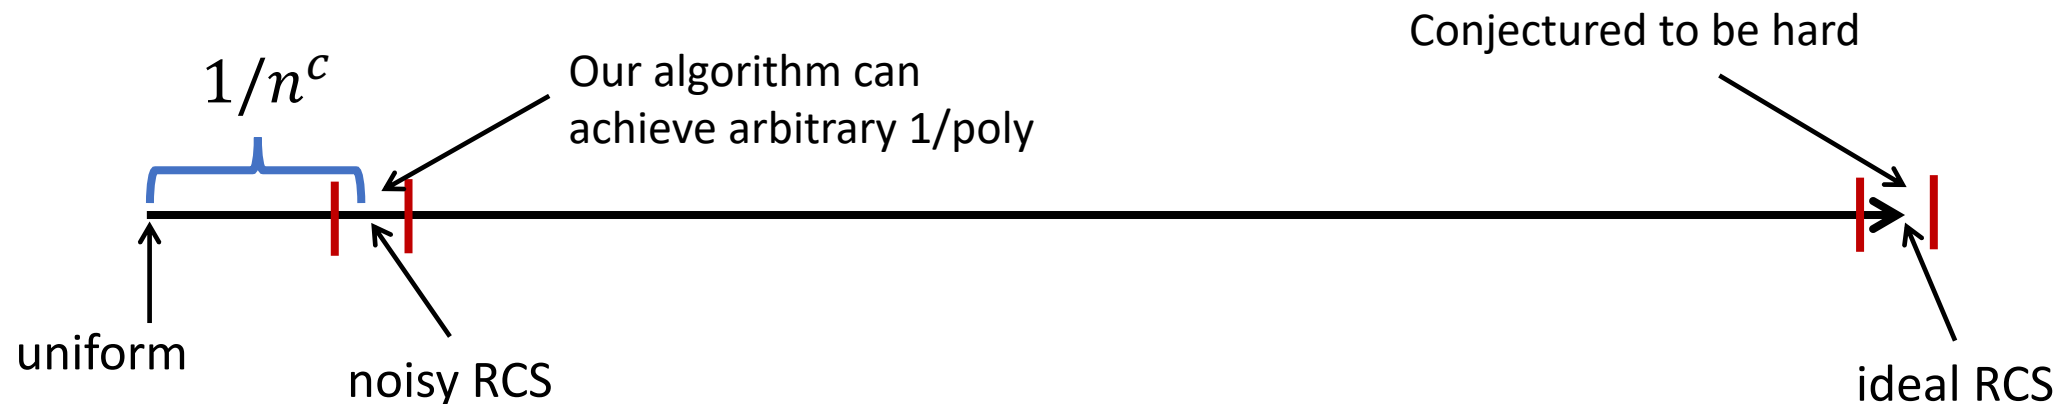 Conjectured to be hard
1/n^c
Our algorithm can
achieve arbitrary 1/poly
uniform
noisy RCS
ideal RCS